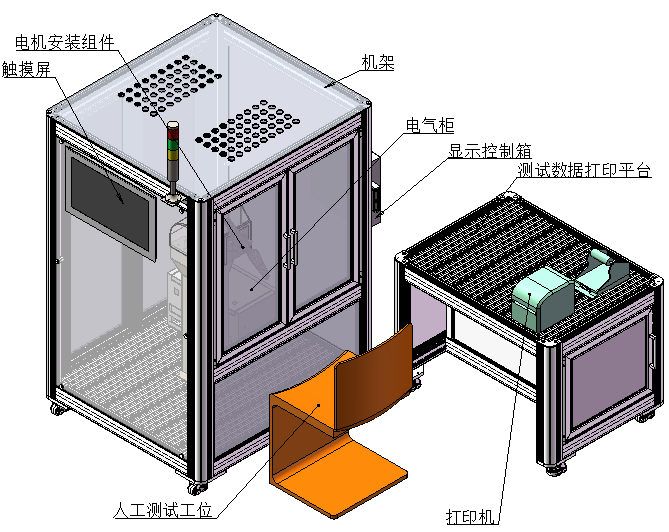 电机安装组件
触摸屏
机架
电气柜
显示控制箱
测试数据打印平台
人工测试工位
打印机